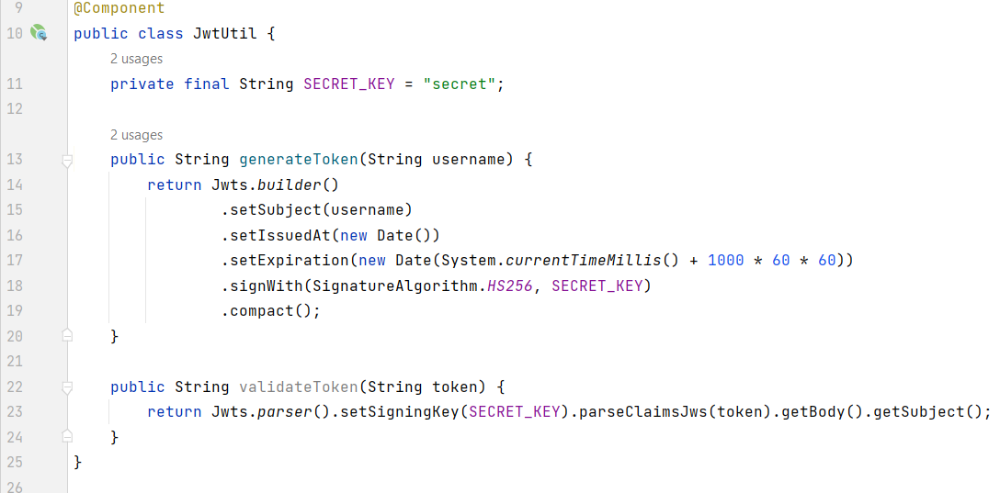 9 @Component
10 public class JwtUtil {
2 usages
11 private final String SECRET_KEY = "secret";
12
2 usages
13 public String generateToken(String username) {
14 return Jwts.builder()
15 .setSubject(username)
16 .setIssuedAt(new Date())
17 .setExpiration(new Date(System.currentTimeMillis() + 1000 * 60 * 60))
18 .signWith(SignatureAlgorithm.HS256, SECRET_KEY)
19 .compact();
20 }
21
22 public String validateToken(String token) {
23 return Jwts.parser().setSigningKey(SECRET_KEY).parseClaimsJws(token).getBody().getSubject();
24 }
25 }
26